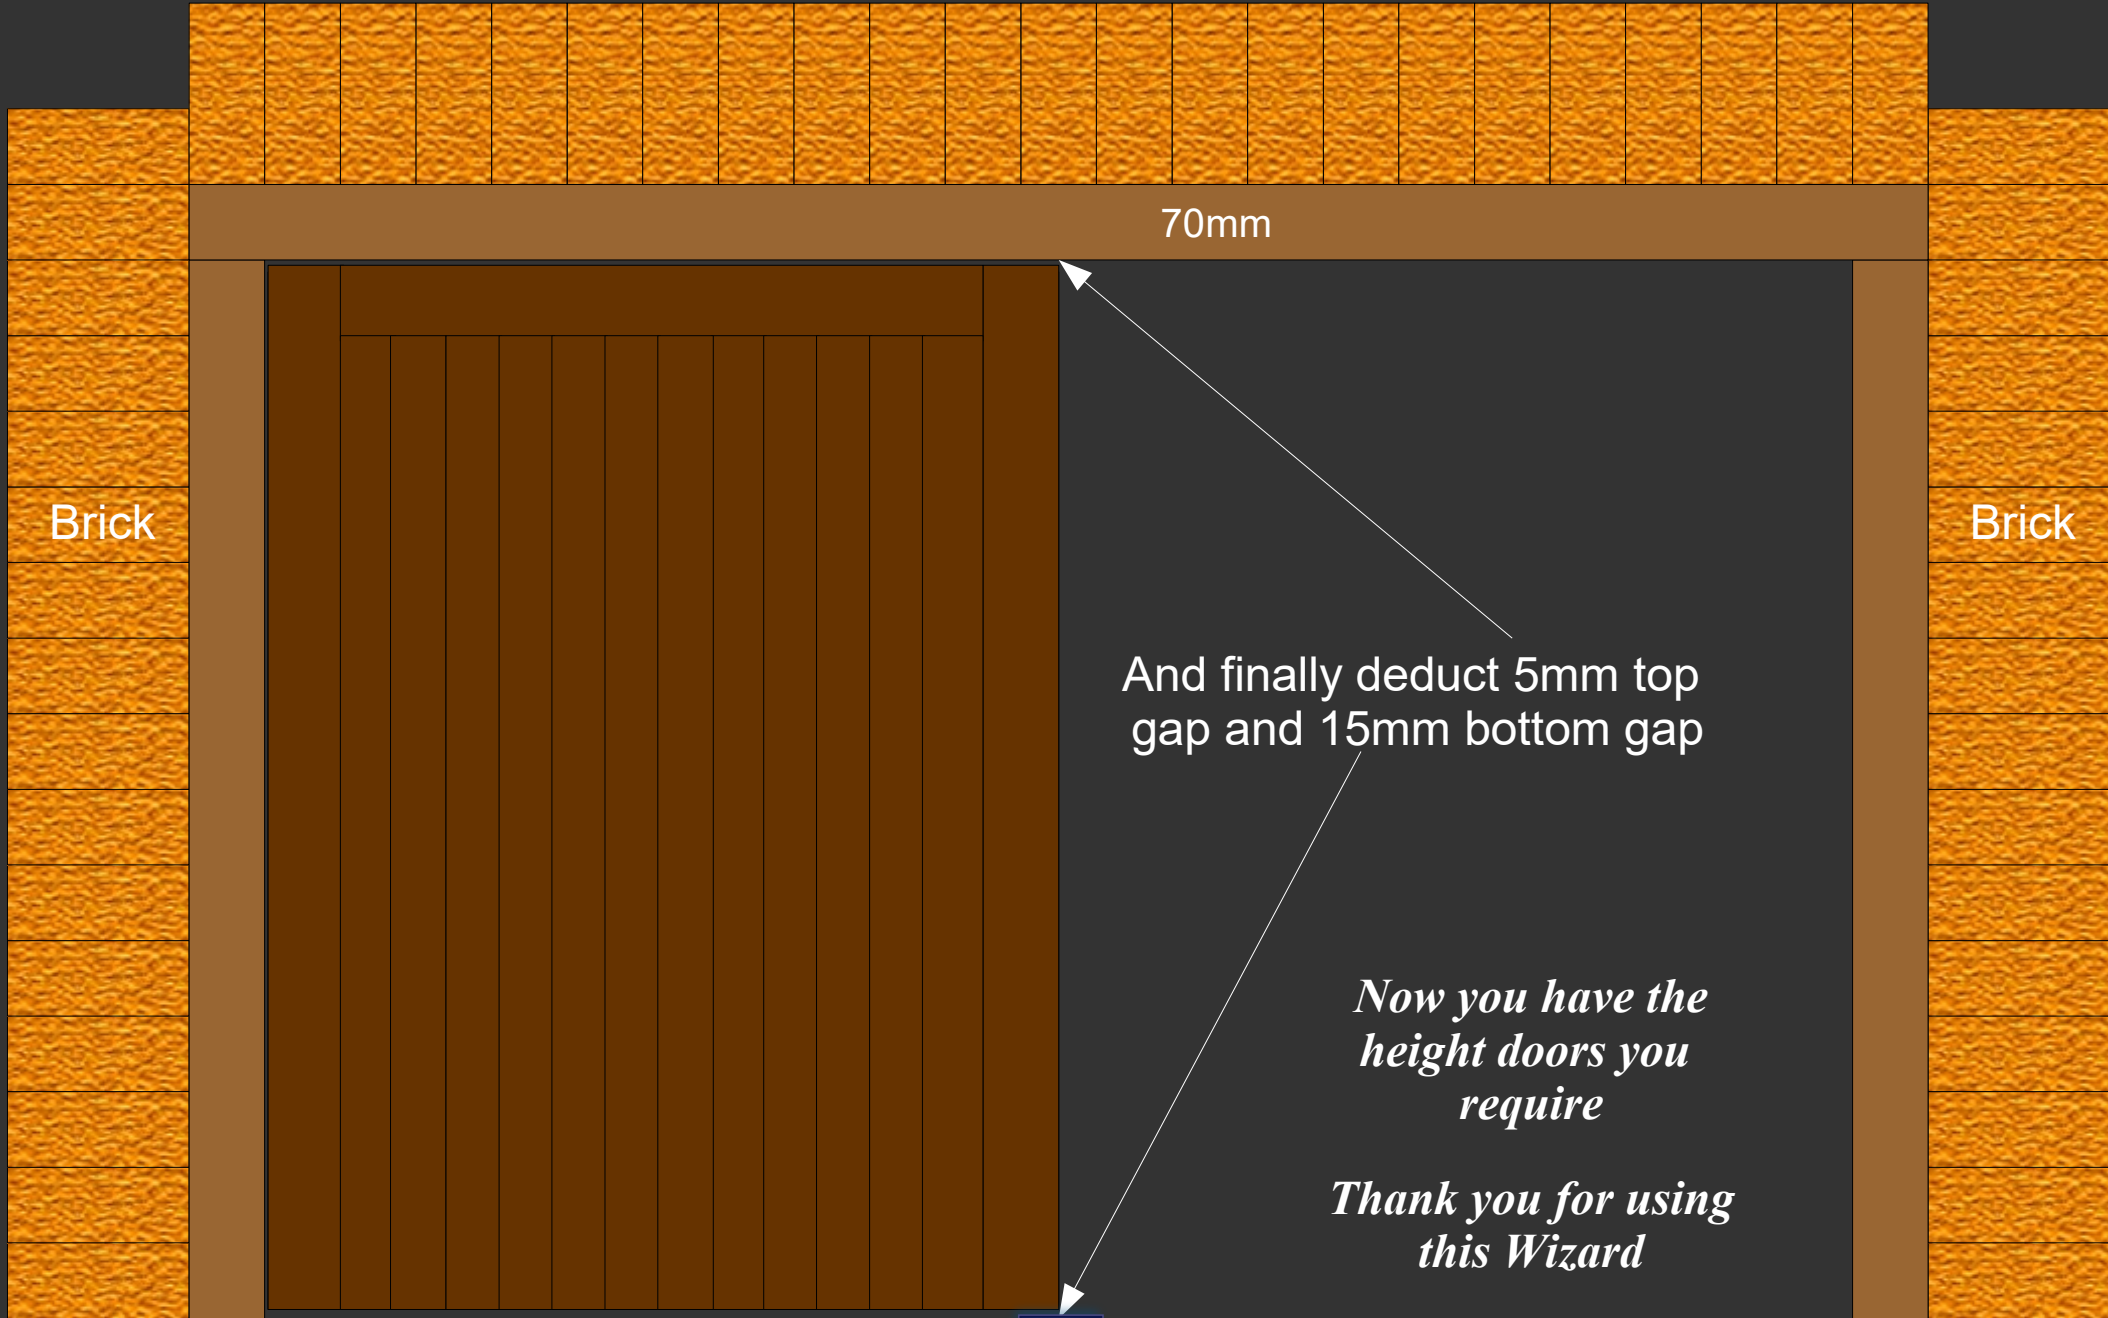 70mm
Brick
Brick
And finally deduct 5mm top
gap and 15mm bottom gap
Now you have the
height doors you
require
Thank you for using
this Wizard